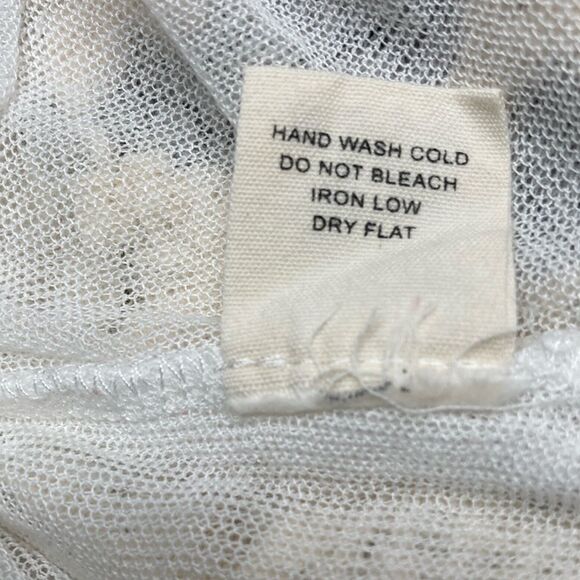 HAND WASH COLD
DO NOT BLEACH
IRON LOW
DRY FLAT